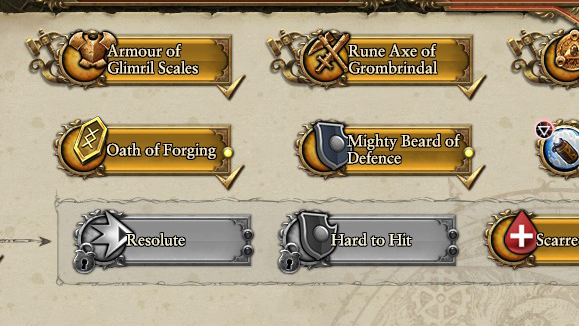 Armour of
Glimril Scales
Rune Axe of
Grombrindal
Oath of Forging
Mighty Beard of
Defence
Resolute
Hard to Hit
Scarre